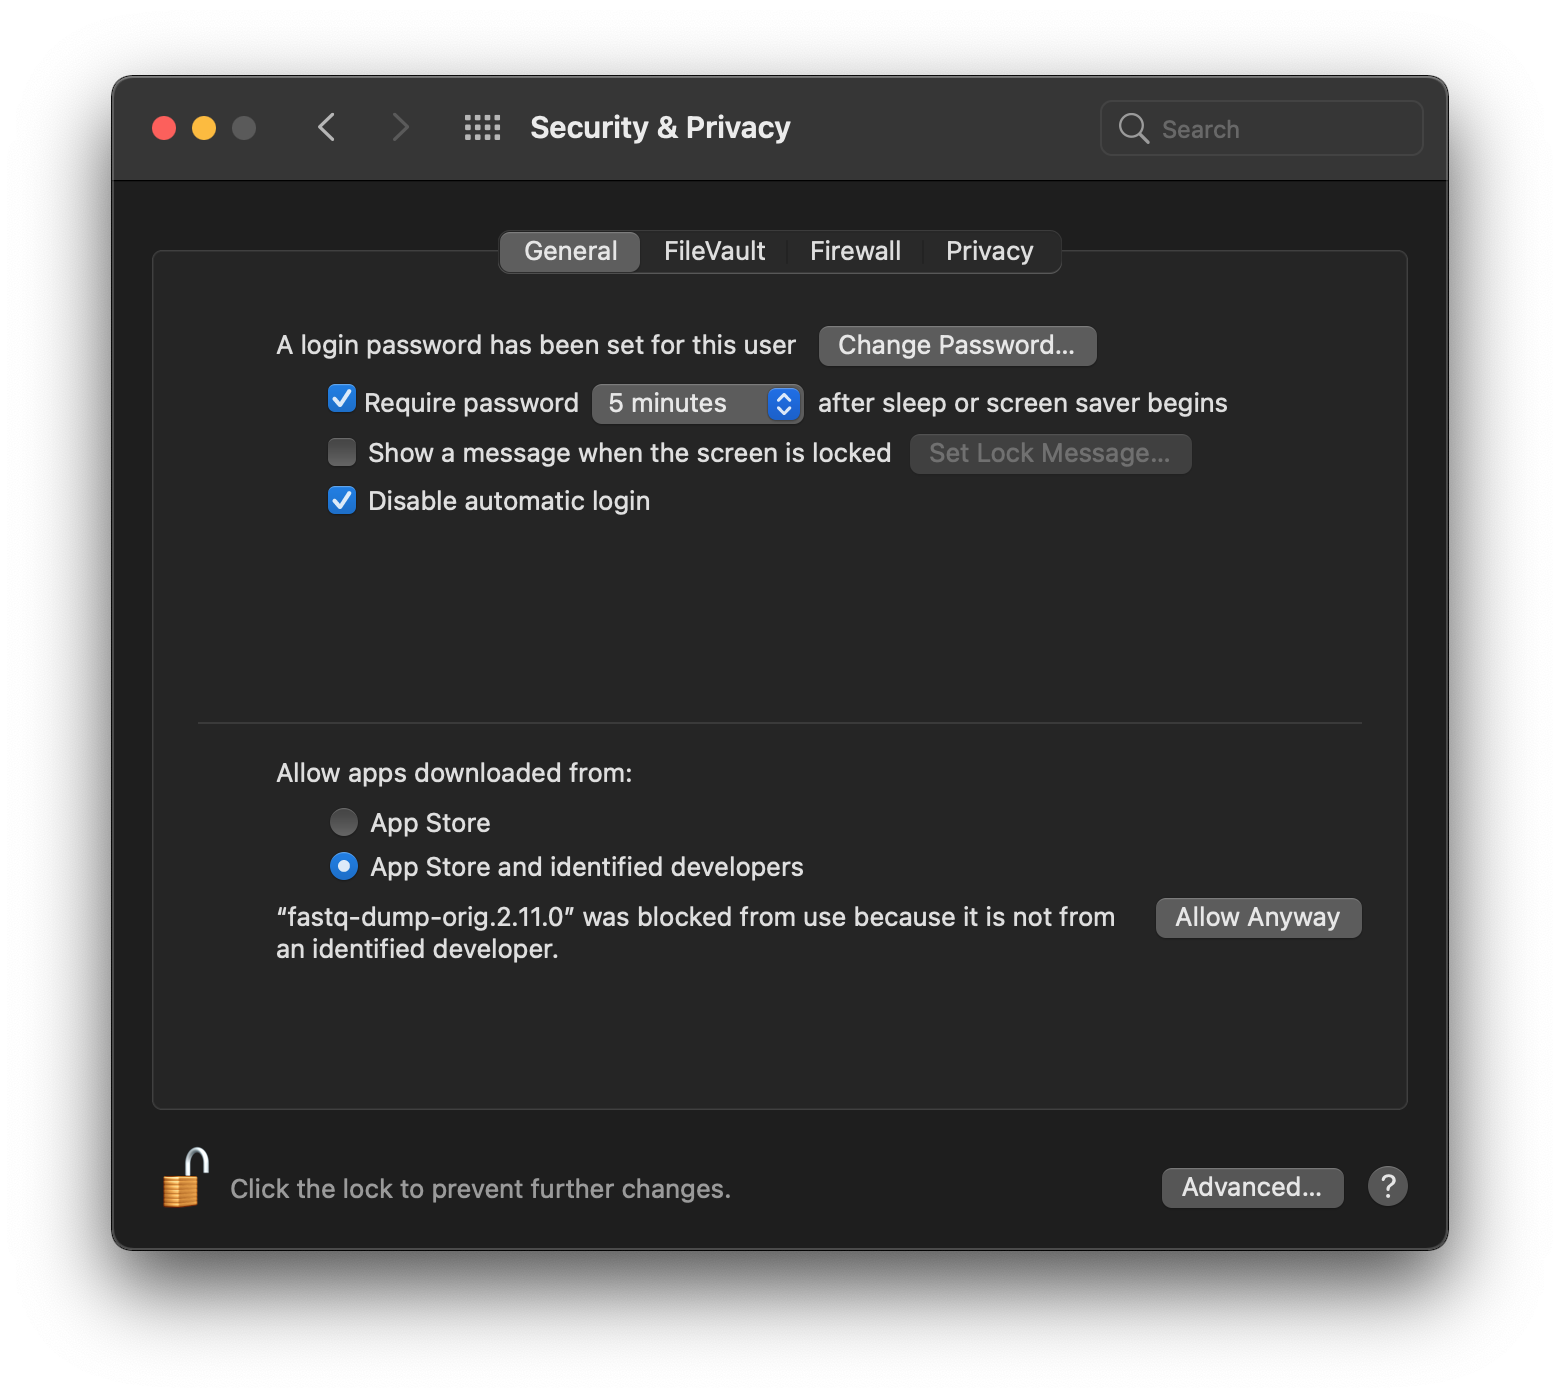 Security & Privacy
Search
General FileVault Firewall Privacy
A login password has been set for this user Change Password...
Require password 5 minutes after sleep or screen saver begins
Show a message when the screen is locked Set Lock Message...
Disable automatic login
Allow apps downloaded from:
App Store
App Store and identified developers
“fastq-dump-orig.2.11.0” was blocked from use because it is not from Allow Anyway
an identified developer.
Click the lock to prevent further changes. Advanced... ?